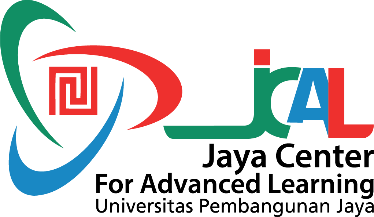 JCAL
Jaya Center
For Advanced Learning
Universitas Pembangunan Jaya